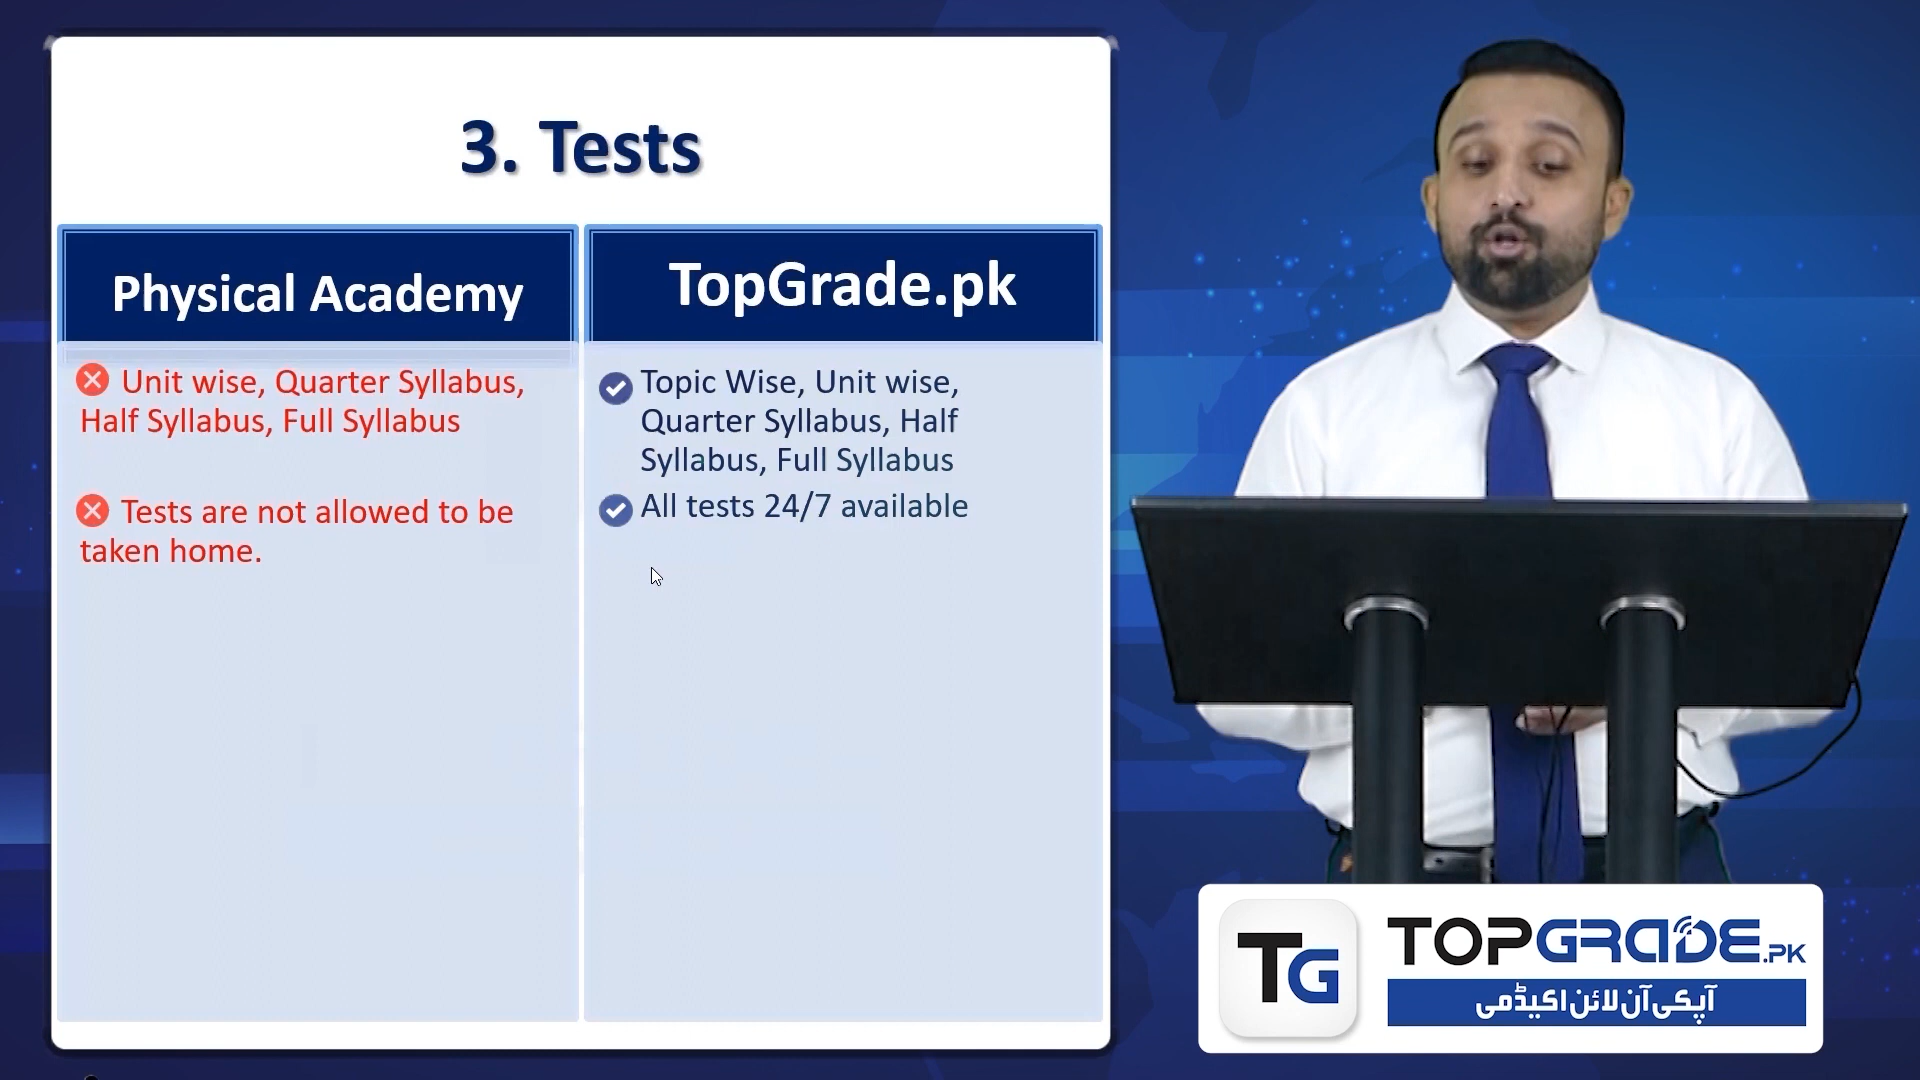 3. Tests
Physical Academy
Unit wise, Quarter Syllabus,
Half Syllabus, Full Syllabus
Tests are not allowed to be
taken home.
TopGrade.pk
Topic Wise, Unit wise,
Quarter Syllabus, Half
Syllabus, Full Syllabus
All tests 24/7 available
TG
TOPGRADE.PK
آپکی آن لائن اکیڈمی